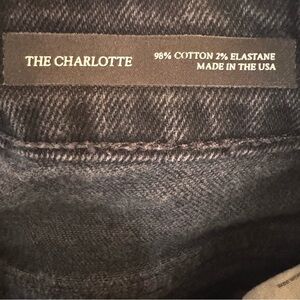 THE CHARLOTTE
98% COTTON 2% ELASTANE
MADE IN THE USA